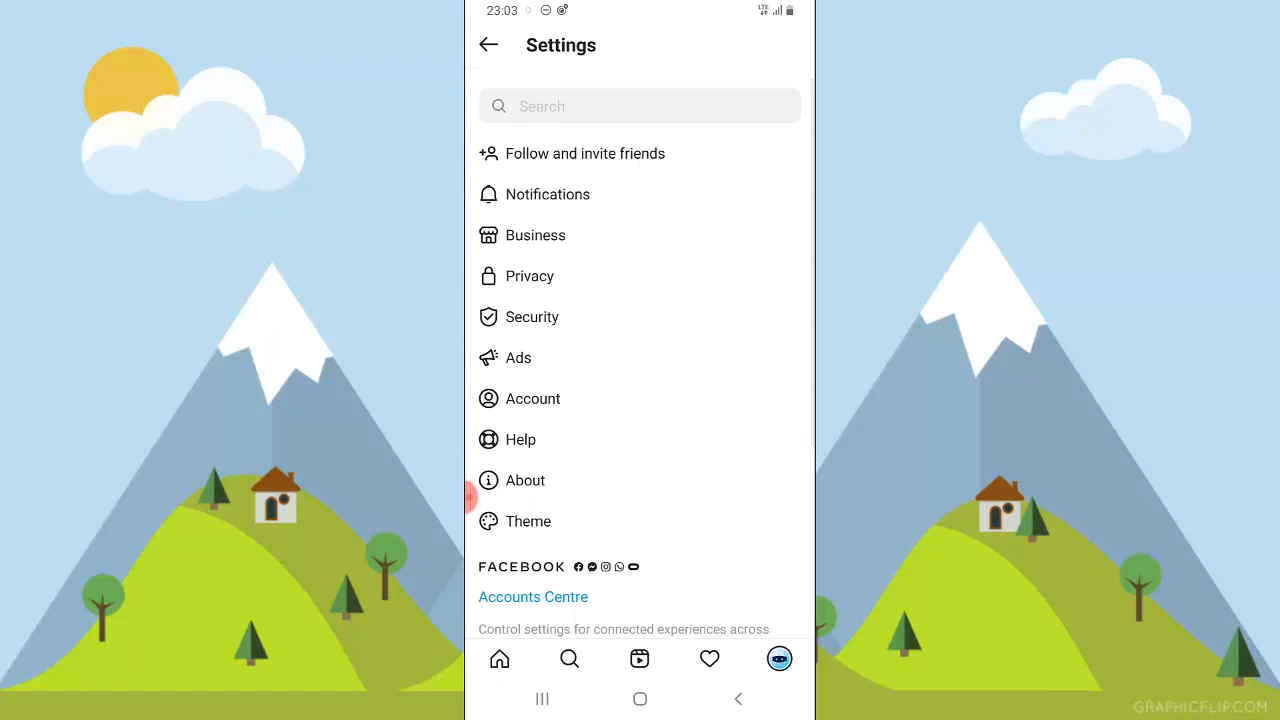 23:03
LTE
Settings
Search
Follow and invite friends
Notifications
Business
Privacy
Security
Ads
Account
Help
About
Theme
FACEBOOK
Accounts Centre
Control settings for connected experiences across
GRAPHICFLIP.COM